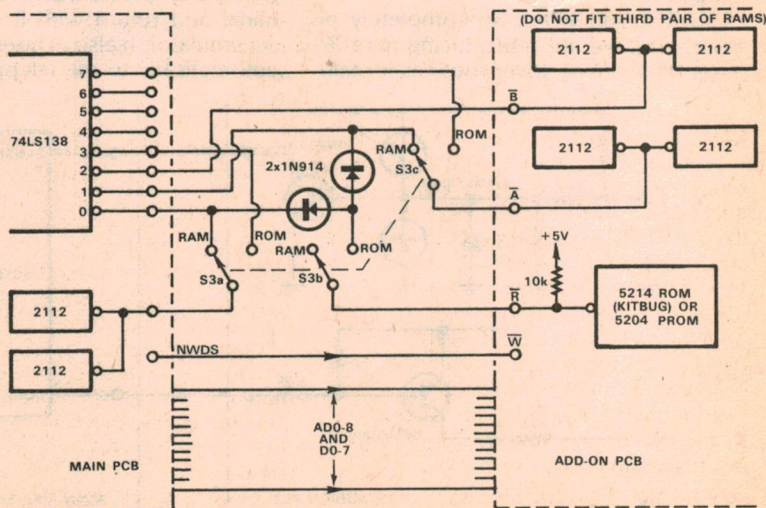 (DO NOT FIT THIRD PAIR OF RAMS)
2112
2112
B
7
6
5
4
3
2
1
0
74LS138
RAM
ROM
S3c
2x1N914
2112
2112
A
RAM
ROM
RAM
ROM
+5V
S3a
S3b
10k
R
5214 ROM
(KITBUG) OR
5204 PROM
2112
2112
NWDS
W
AD0-8
AND
D0-7
MAIN PCB
ADD-ON PCB